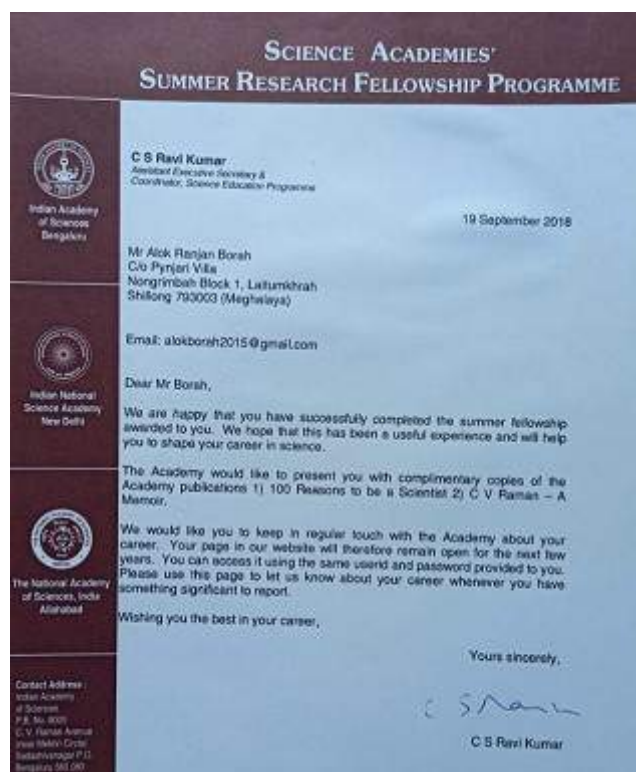 SCIENCE ACADEMIES'
SUMMER RESEARCH FELLOWSHIP PROGRAMME
C S Ravi Kumar
Assistant Executive Secretary &
Coordinator, Science Education Programme
19 September 2018
Mr Alok Ranjan Borah
C/o Pynjari Villa
Nongrimbah Block 1, Laitumkhrah
Shillong 793003 (Meghalaya)
Email: alokborah2015@gmail.com
Dear Mr Borah,
We are happy that you have successfully completed the summer fellowship
awarded to you. We hope that this has been a useful experience and will help
you to shape your career in science.
The Academy would like to present you with complimentary copies of the
Academy publications 1) 100 Reasons to be a Scientist 2) C V Raman – A
Memoir.
We would like you to keep in regular touch with the Academy about your
career. Your page in our website will therefore remain open for the next few
years. You can access it using the same userid and password provided to you.
Please use this page to let us know about your career whenever you have
something significant to report.
Wishing you the best in your career,
Yours sincerely,
C S Ravi Kumar
Indian Academy
of Sciences
Bengaluru
Indian National
Science Academy
New Delhi
The National Academy
of Sciences, India
Allahabad
Contact Address :
Indian Academy
of Sciences
P.B. No. 8005
C. V. Raman Avenue
Sadashivanagar P.O.
Bengaluru 560 080